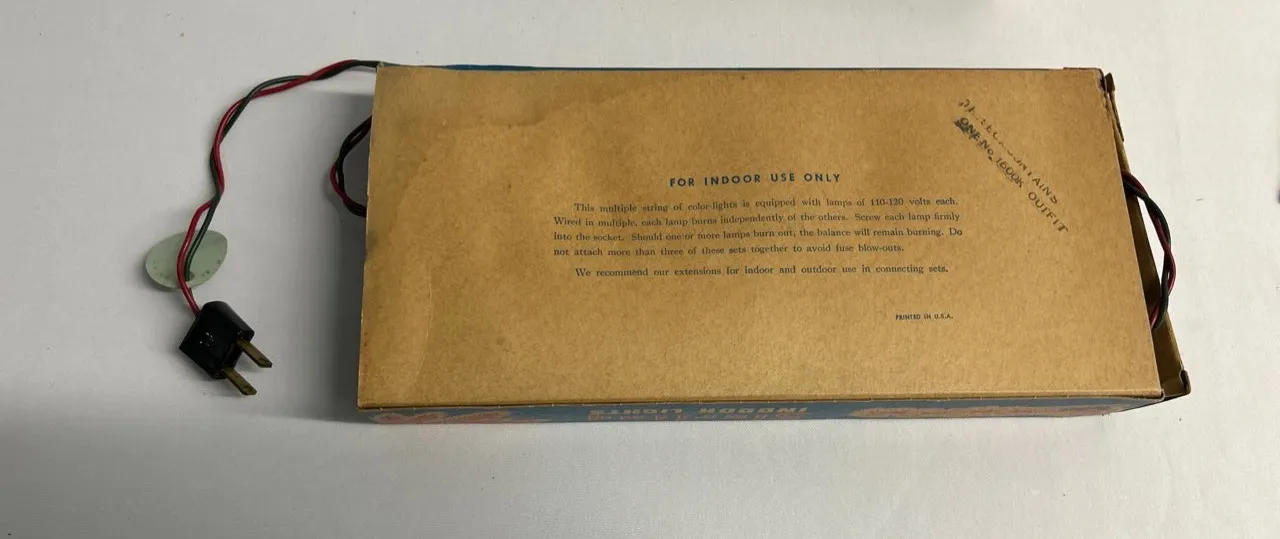 FOR INDOOR USE ONLY
This multiple string of color-lights is equipped with lamps of 110-120 volts each.
Wired in multiple, each lamp burns independently of the others. Screw each lamp firmly
into the socket. Should one or more lamps burn out, the balance will remain burning. Do
not attach more than three of these sets together to avoid fuse blow-outs.
We recommend our extensions for indoor and outdoor use in connecting sets.
PRINTED IN U.S.A.
ONE No. 1600K OUTFIT
INDOOR LIGHTS